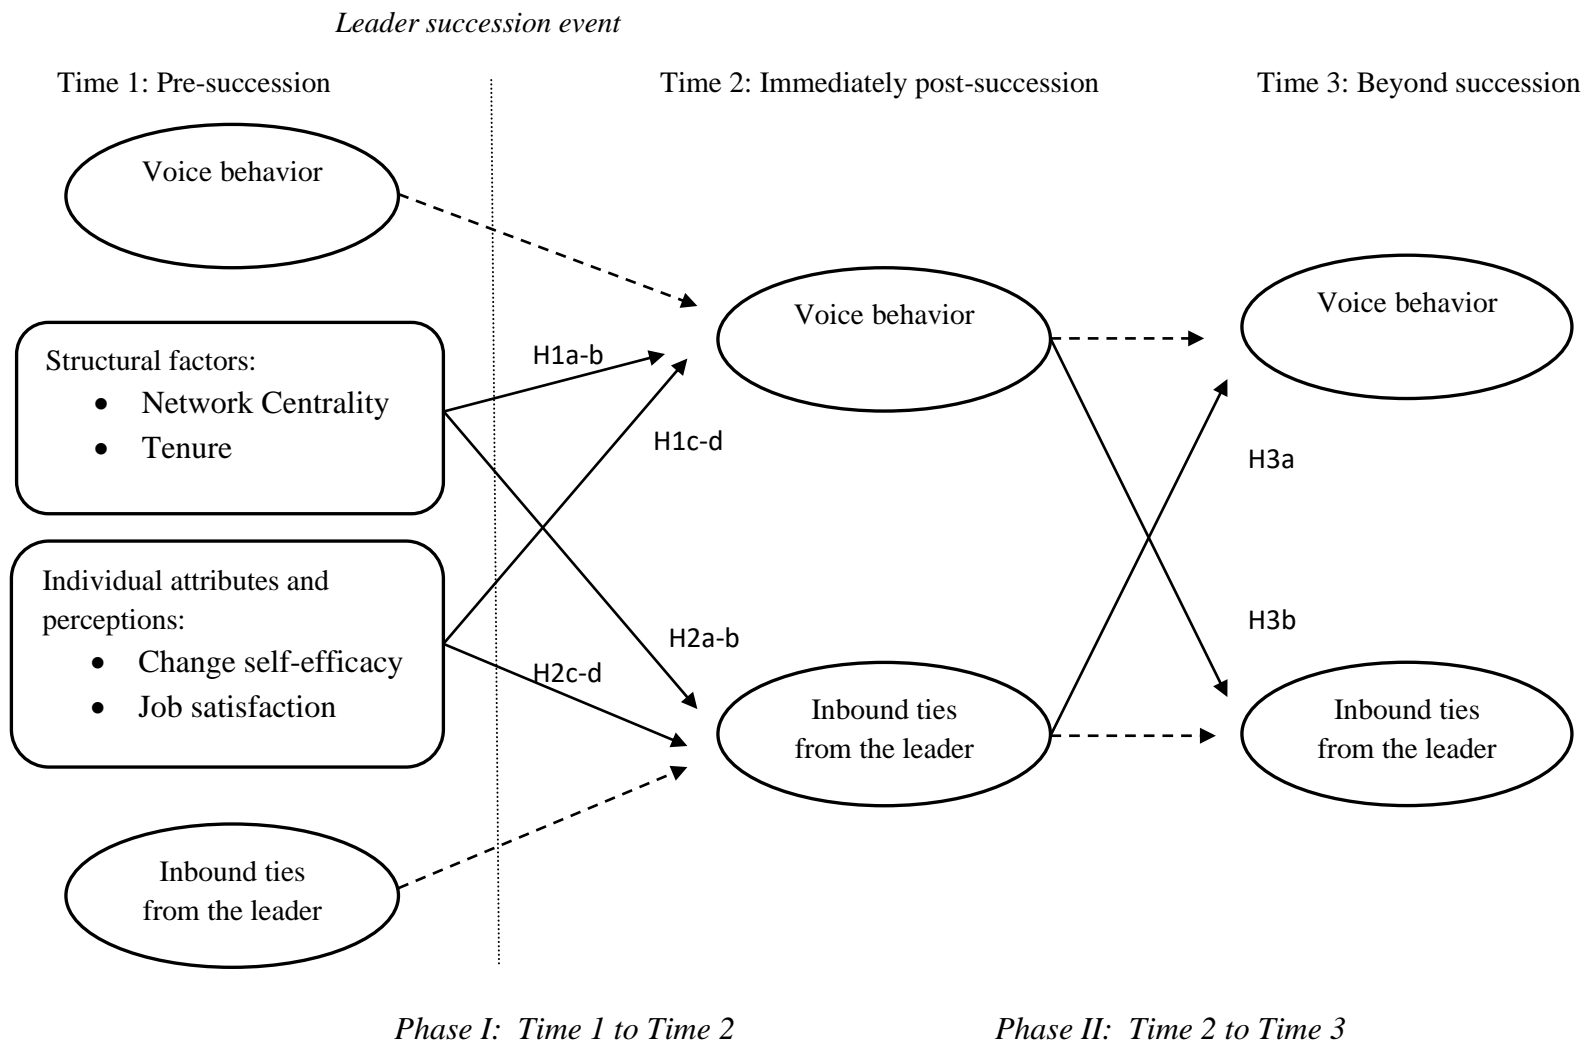 Leader succession event
Time 1: Pre-succession
Time 2: Immediately post-succession
Time 3: Beyond succession
Voice behavior
Voice behavior
Voice behavior
Structural factors:
• Network Centrality
• Tenure
H1a-b
H1c-d
H3a
Individual attributes and
perceptions:
• Change self-efficacy
• Job satisfaction
H2a-b
H2c-d
H3b
Inbound ties
from the leader
Inbound ties
from the leader
Inbound ties
from the leader
Phase I: Time 1 to Time 2
Phase II: Time 2 to Time 3